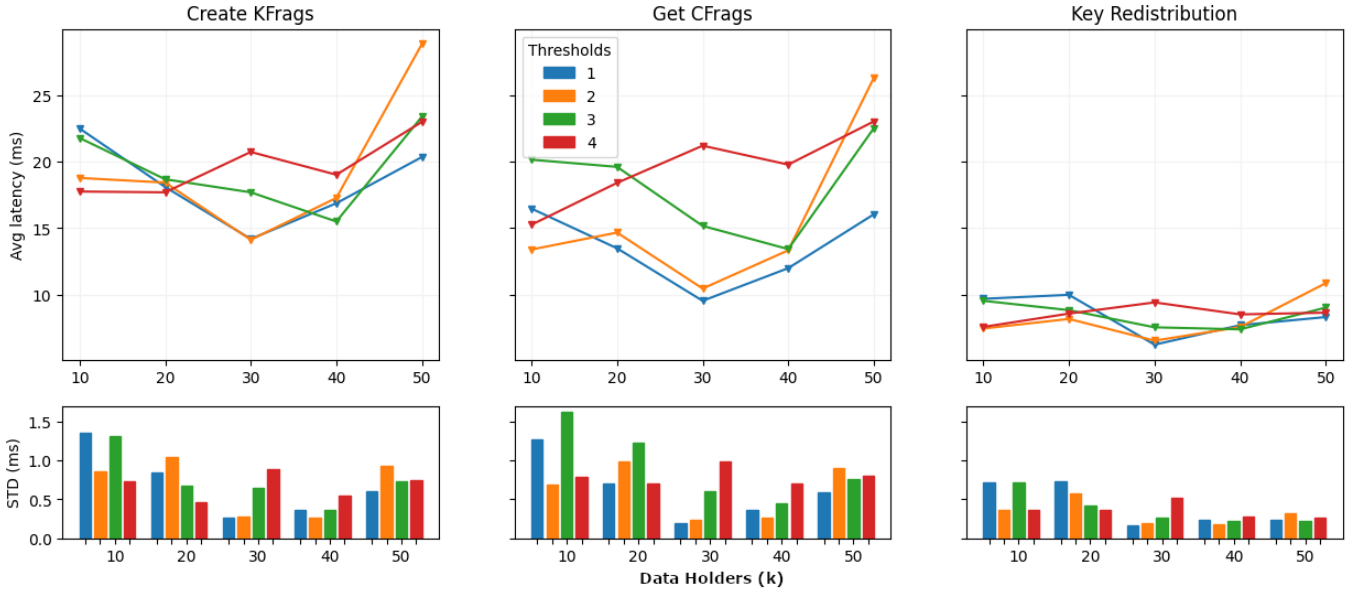 Create KFrags
Get CFrags
Key Redistribution
Avg latency (ms)
25
20
15
10
Thresholds
1
2
3
4
10 20 30 40 50
10 20 30 40 50
10 20 30 40 50
STD (ms)
1.5
1.0
0.5
0.0
10 20 30 40 50
10 20 30 40 50
10 20 30 40 50
Data Holders (k)